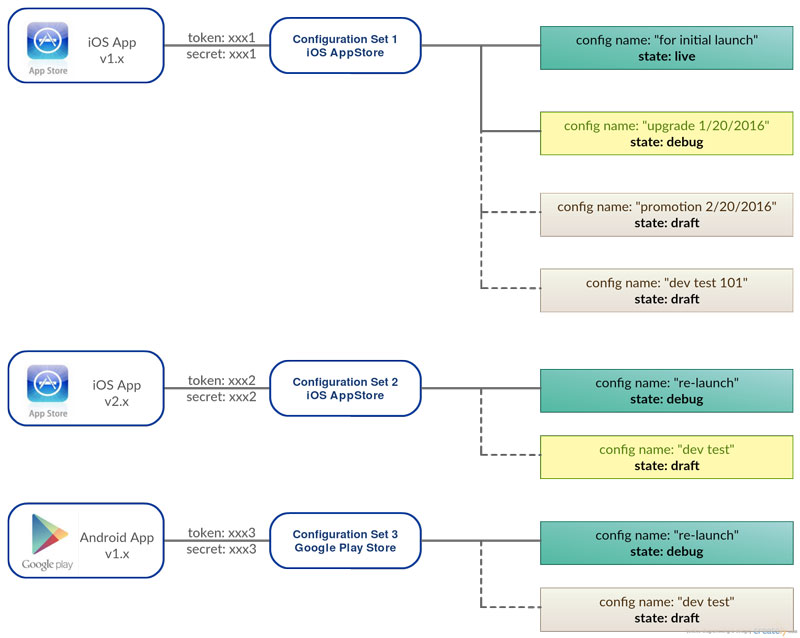 App Store
iOS App
v1.x
token: xxx1
secret: xxx1
Configuration Set 1
iOS AppStore
config name: "for initial launch"
state: live
config name: "upgrade 1/20/2016"
state: debug
config name: "promotion 2/20/2016"
state: draft
config name: "dev test 101"
state: draft
App Store
iOS App
v2.x
token: xxx2
secret: xxx2
Configuration Set 2
iOS AppStore
config name: "re-launch"
state: debug
config name: "dev test"
state: draft
Google play
Android App
v1.x
token: xxx3
secret: xxx3
Configuration Set 3
Google Play Store
config name: "re-launch"
state: debug
config name: "dev test"
state: draft